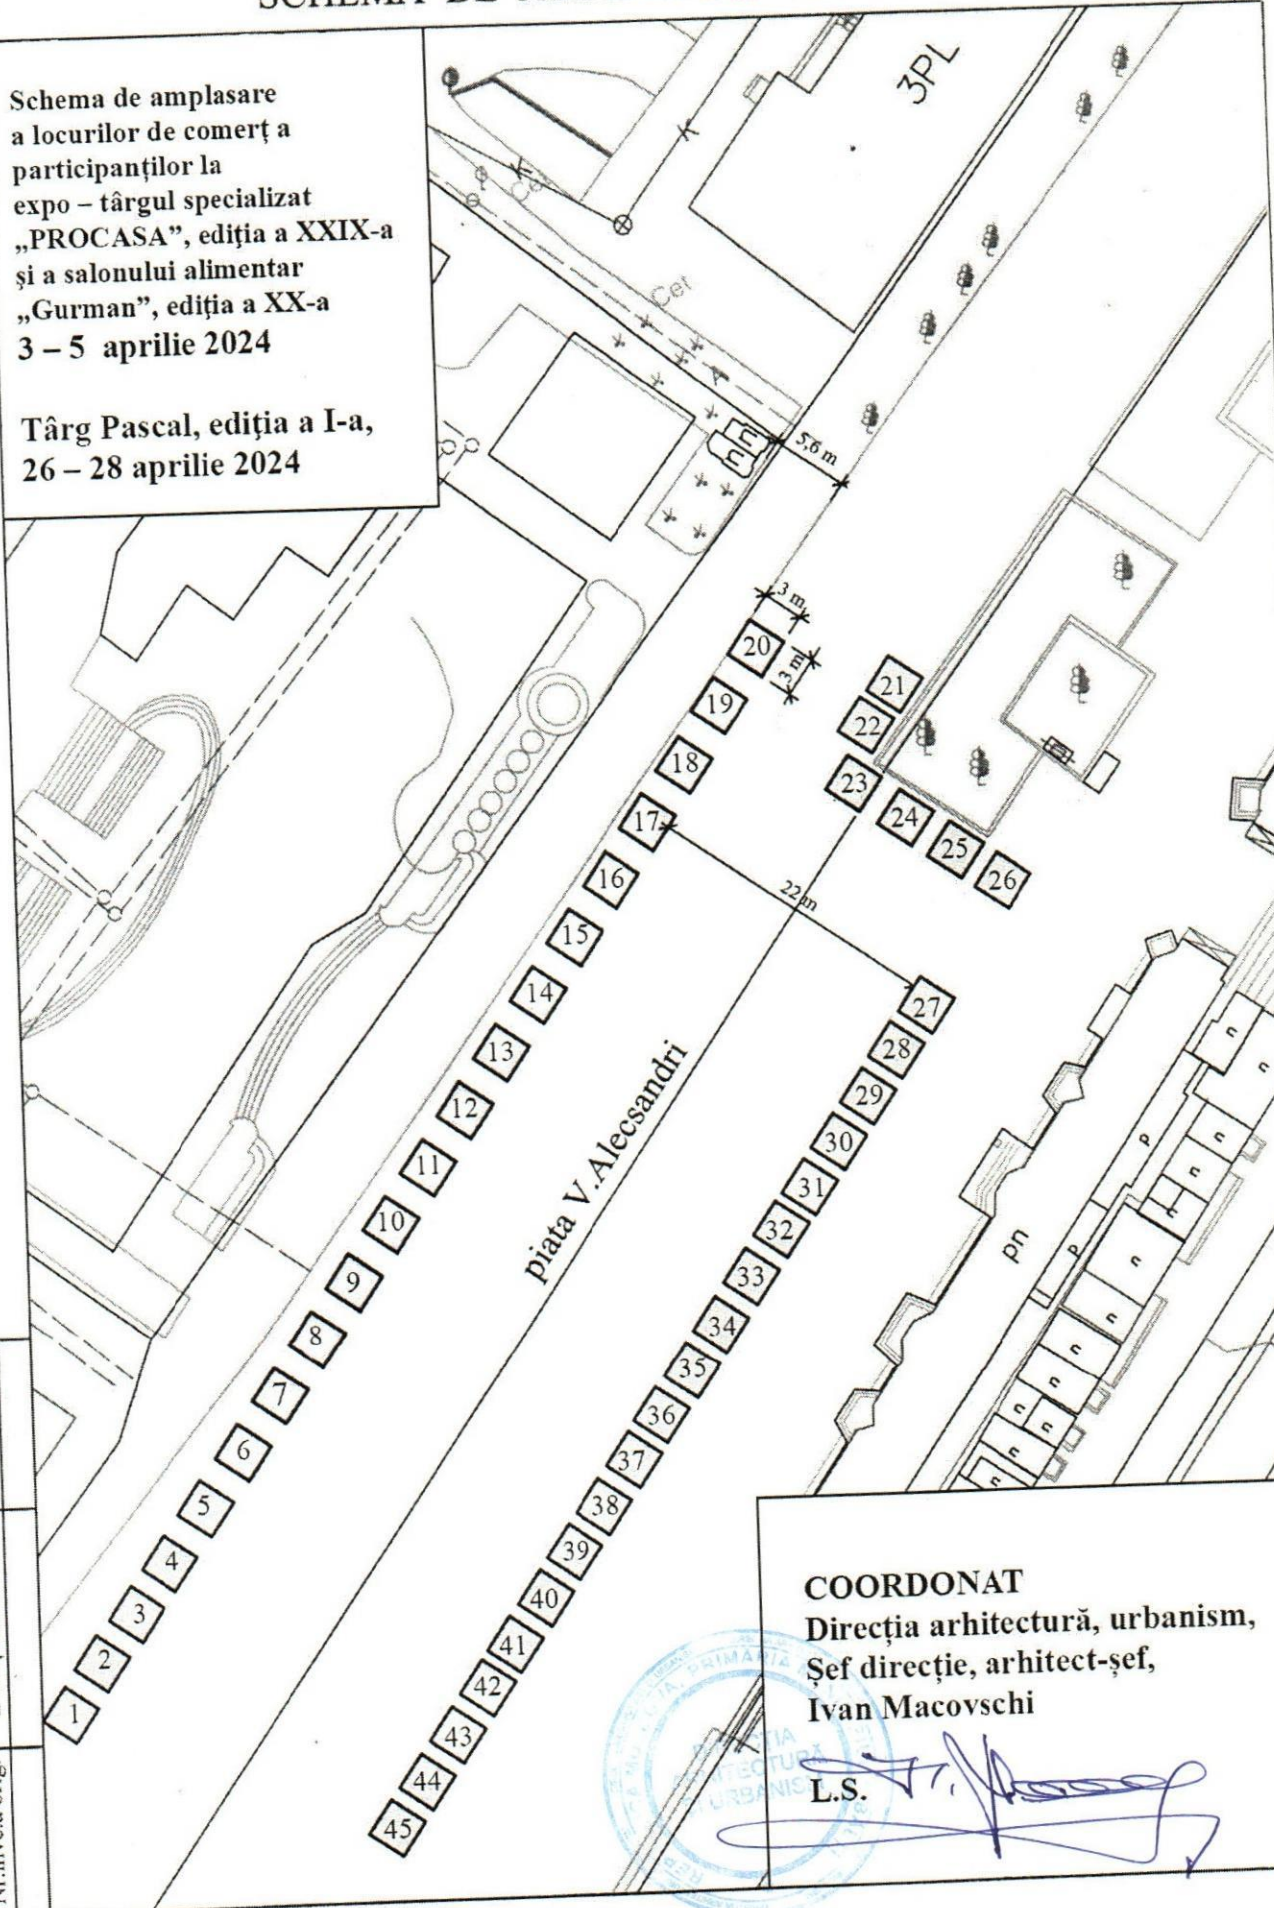 SCHEMA DE
Schema de amplasare
a locurilor de comerț a
participanților la
expo – târgul specializat
„PROCASA”, ediția a XXIX-a
și a salonului alimentar
„Gurman”, ediția a XX-a
3 – 5 aprilie 2024
Târg Pascal, ediția a I-a,
26 – 28 aprilie 2024
3PL
K
K
Cer
A
5,6 m
3 m
3 m
20
19
18
17
16
15
14
13
12
11
10
9
8
7
6
5
4
3
2
1
21
22
23
24
25
26
22 m
27
28
29
30
31
32
33
34
35
36
37
38
39
40
41
42
43
44
45
piata V.Alecsandri
pn
P
P
COORDONAT
Direcția arhitectură, urbanism,
Șef direcție, arhitect-șef,
Ivan Macovschi
L.S.
PRIMĂRIA